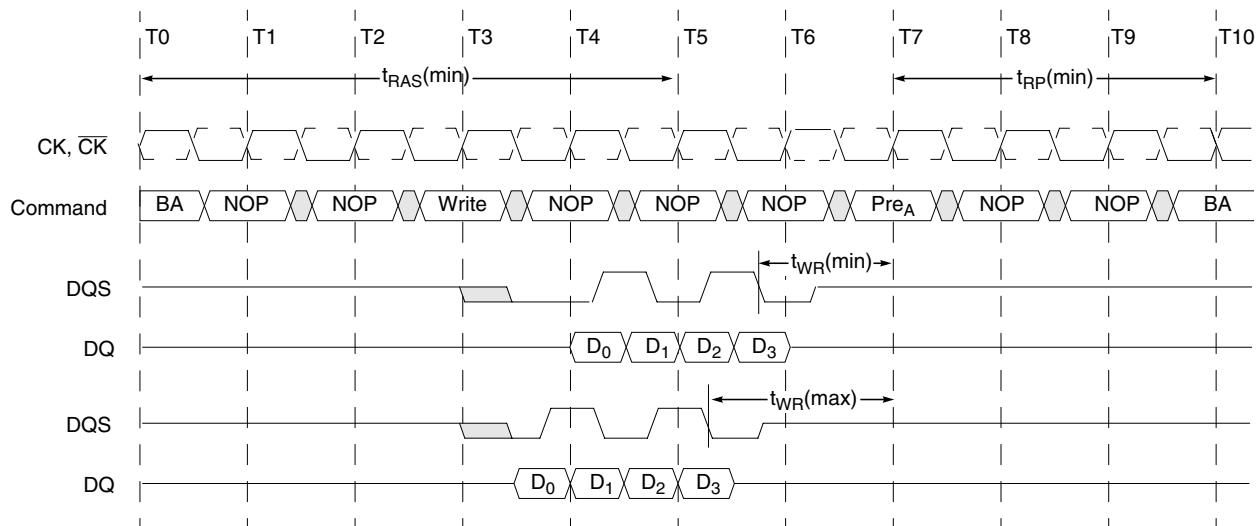 T0 T1 T2 T3 T4 T5 T6 T7 T8 T9 T10
tRAS(min) tRP(min)
CK, C̅K̅
Command BA NOP NOP Write NOP NOP NOP PreA NOP NOP BA
tWR(min)
DQS
DQ D0 D1 D2 D3
tWR(max)
DQS
DQ D0 D1 D2 D3